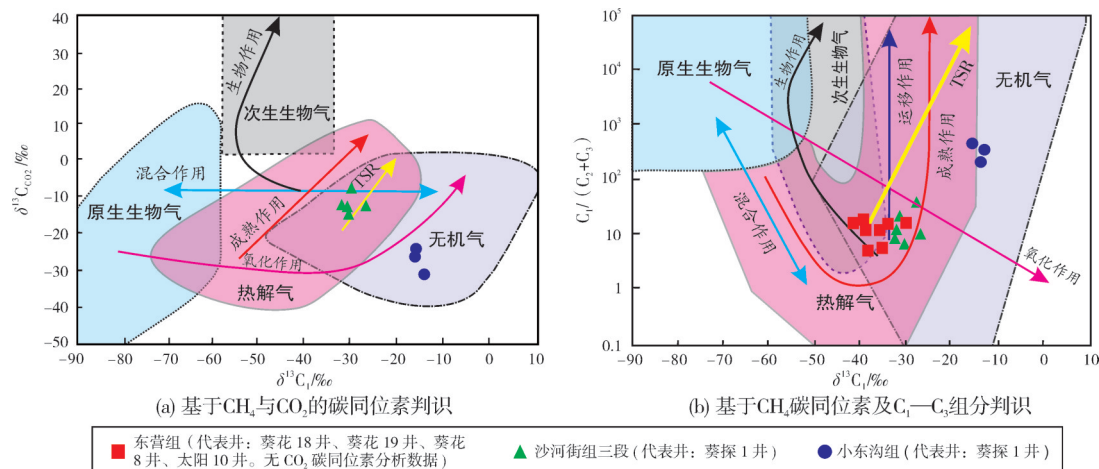 40
30
20
10
0
-10
-20
-30
-40
-50
δ¹³C_CO2/‰
-90
-80
-70
-60
-50
-40
-30
-20
-10
0
10
δ¹³C₁/‰
生物作用
次生生物气
混合作用
原生生物气
成熟作用
TSR
氧化作用
无机气
热解气
(a) 基于CH₄与CO₂的碳同位素判识
10⁵
10⁴
10³
10²
10
1
0.1
C₁/(C₂+C₃)
-90
-80
-70
-60
-50
-40
-30
-20
-10
0
10
δ¹³C₁/‰
原生生物气
生物作用
次生生物气
运移作用
成熟作用
TSR
无机气
混合作用
热解气
氧化作用
(b) 基于CH₄碳同位素及C₁—C₃组分判识
东营组（代表井：葵花 18 井、葵花 19 井、葵花
8 井、太阳 10 井。无 CO₂ 碳同位素分析数据）
沙河街组三段（代表井：葵探 1 井）
小东沟组（代表井：葵探 1 井）